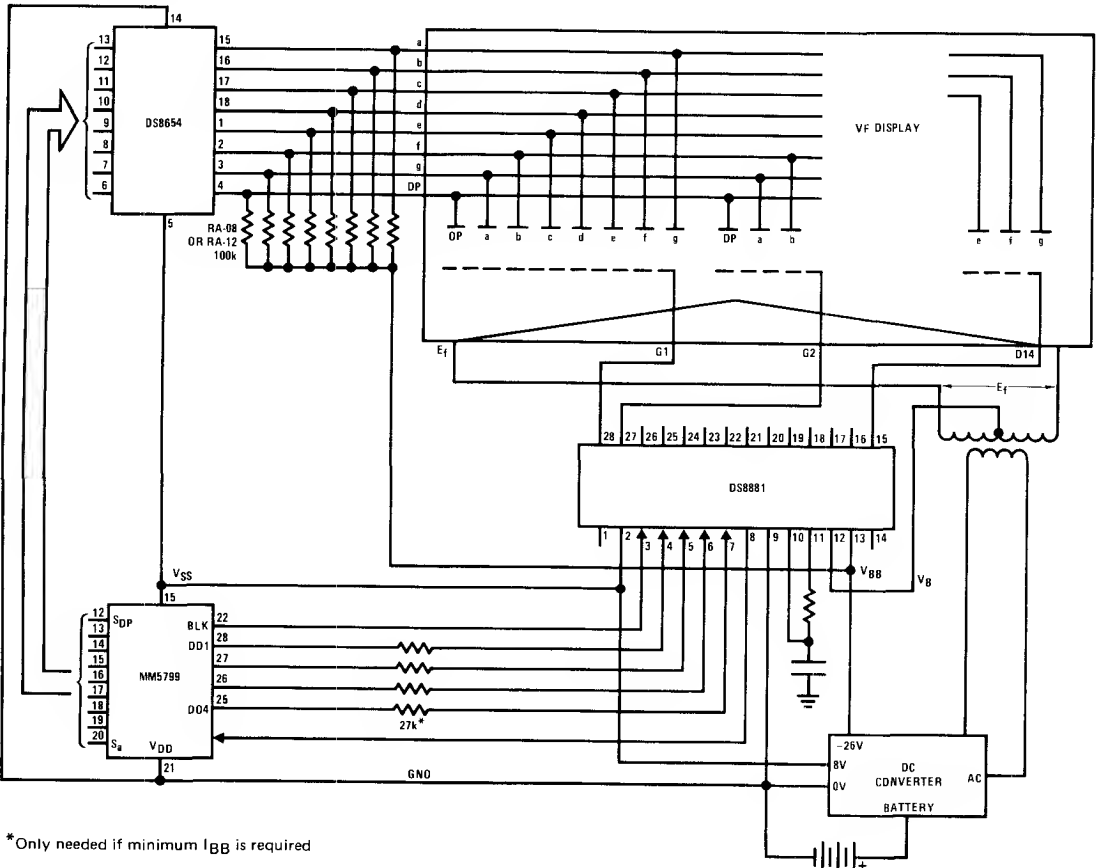 14
13
12
11
10
9
8
7
6
DS8654
15
16
17
18
1
2
3
4
5
a
b
c
d
e
f
g
DP
VF DISPLAY
RA-08
OR RA-12
100k
OP a b c d e f g DP a b e f g
Ef
G1
G2
D14
Ef
28 27 26 25 24 23 22 21 20 19 18 17 16 15
DS8881
1 2 3 4 5 6 7 8 9 10 11 12 13 14
VSS
VBB
VB
15
12
13
14
15
16
17
18
19
20
SDP
Sa
MM5799
BLK
DD1
DO4
VDD
22
28
27
26
25
27k*
21
GNO
-26V
8V
0V
DC
CDNVERTER
AC
BATTERY
+
*Only needed if minimum IBB is required